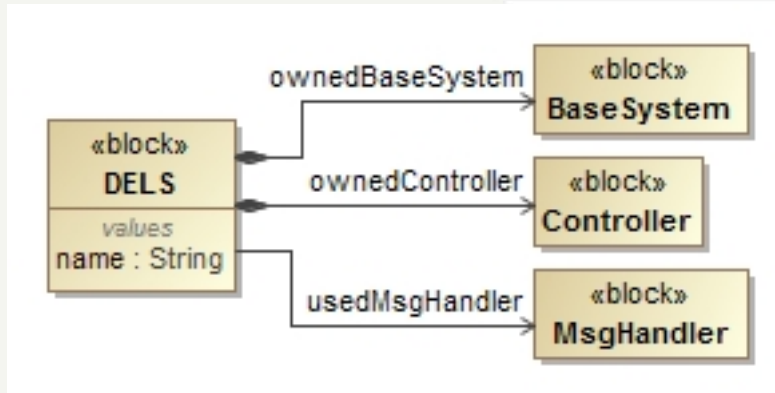 «block»
DELS
values
name : String
ownedBaseSystem
«block»
BaseSystem
ownedController
«block»
Controller
usedMsgHandler
«block»
MsgHandler